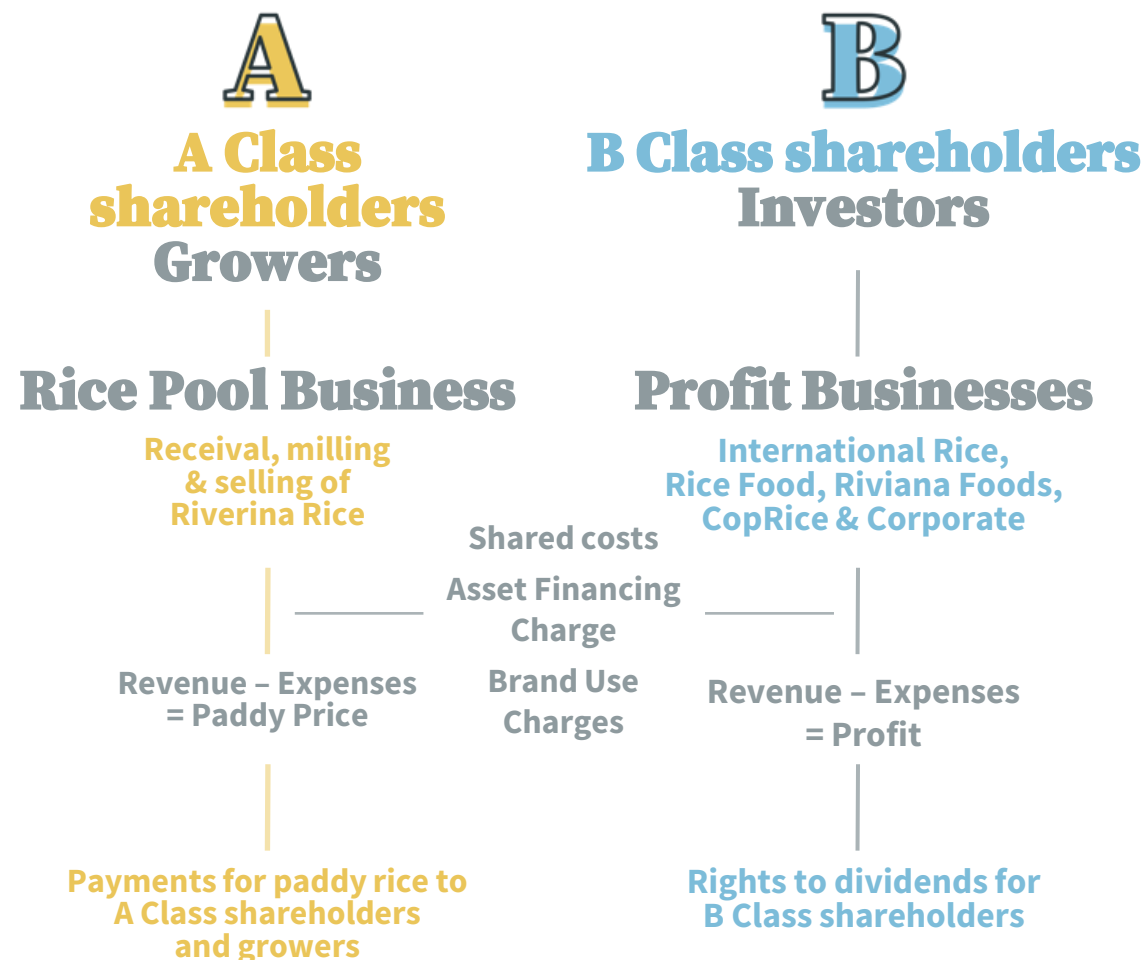 A
A Class
shareholders
Growers
Rice Pool Business
Receival, milling
& selling of
Riverina Rice
Revenue – Expenses
= Paddy Price
Payments for paddy rice to
A Class shareholders
and growers
Shared costs
Asset Financing
Charge
Brand Use
Charges
B
B Class shareholders
Investors
Profit Businesses
International Rice,
Rice Food, Riviana Foods,
CopRice & Corporate
Revenue – Expenses
= Profit
Rights to dividends for
B Class shareholders